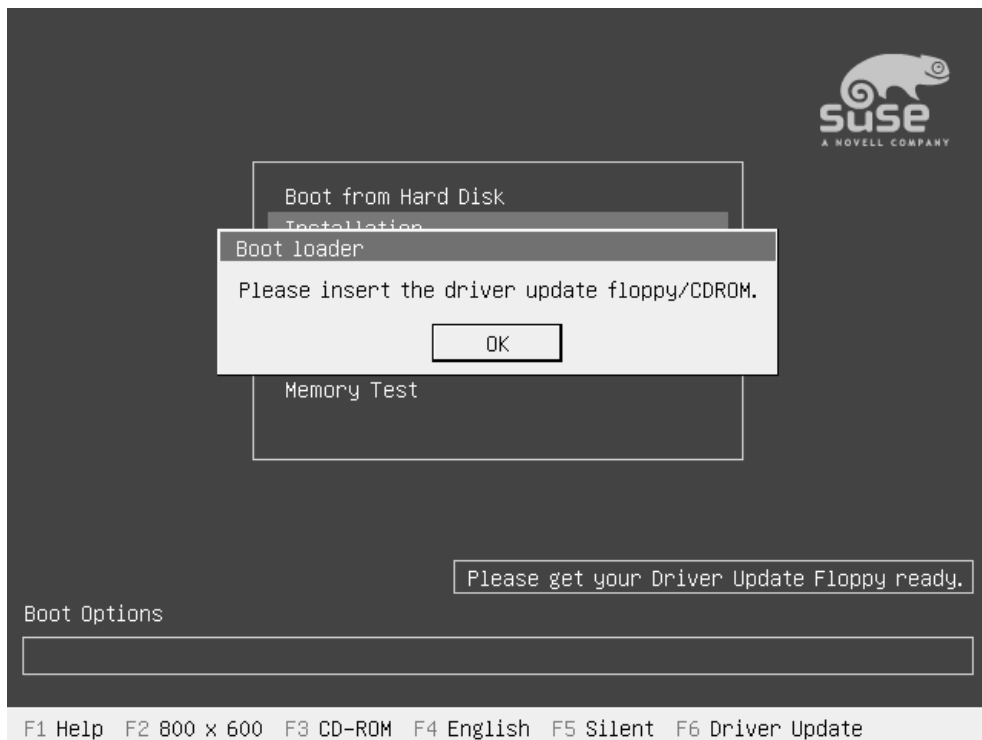 suse
A NOVELL COMPANY
Boot from Hard Disk
Installation
Boot loader
Please insert the driver update floppy/CDROM.
OK
Memory Test
Please get your Driver Update Floppy ready.
Boot Options
F1 Help F2 800 x 600 F3 CD-ROM F4 English F5 Silent F6 Driver Update